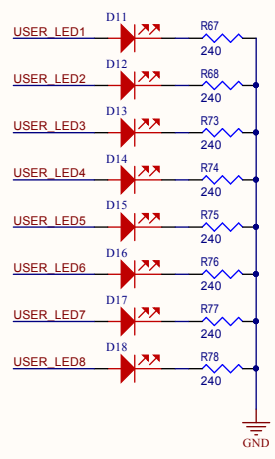 D11
R67
USER_LED1
240
D12
R68
USER_LED2
240
D13
R73
USER_LED3
240
D14
R74
USER_LED4
240
D15
R75
USER_LED5
240
D16
R76
USER_LED6
240
D17
R77
USER_LED7
240
D18
R78
USER_LED8
240
GND